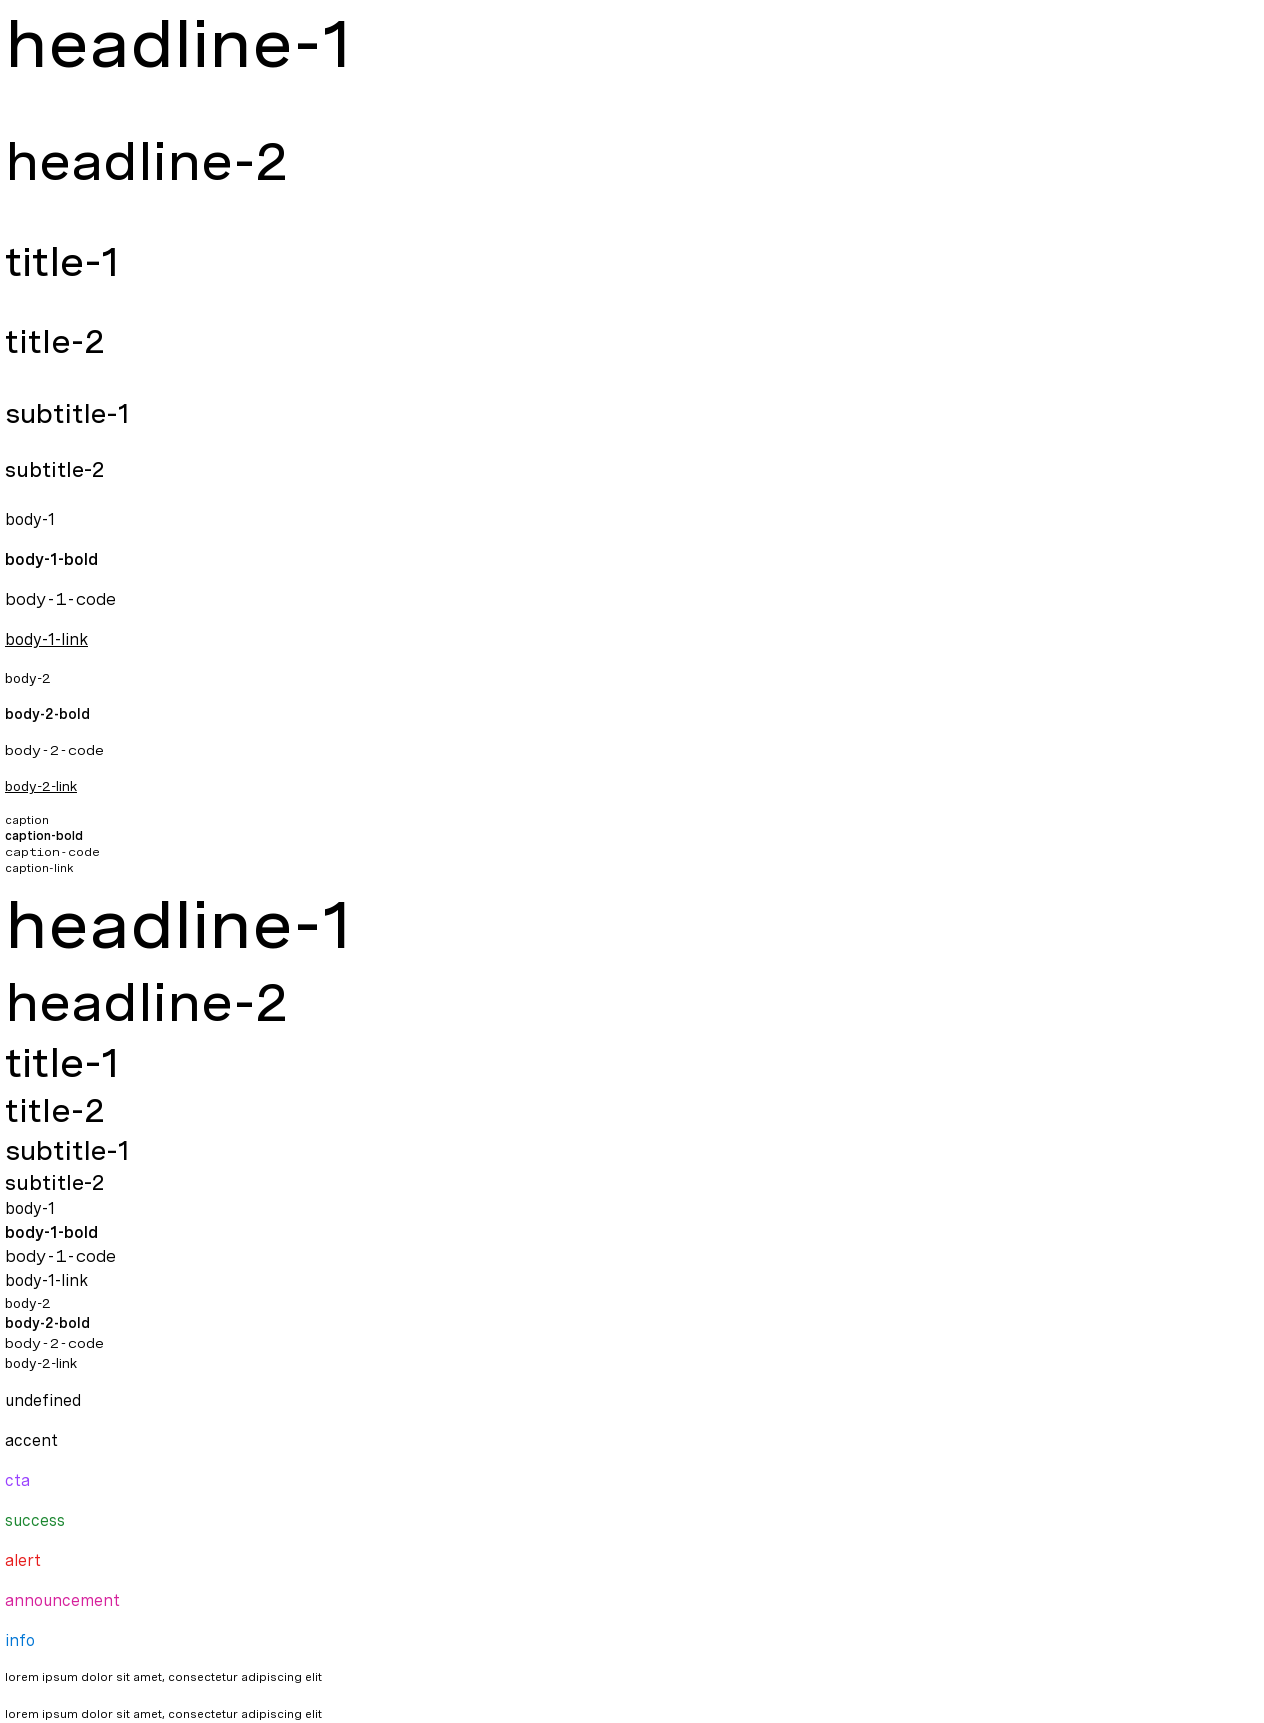 headline-1
headline-2
title-1
title-2
subtitle-1
subtitle-2
body-1
body-1-bold
body-1-code
body-1-link
body-2
body-2-bold
body-2-code
body-2-link
caption
caption-bold
caption-code
caption-link
headline-1
headline-2
title-1
title-2
subtitle-1
subtitle-2
body-1
body-1-bold
body-1-code
body-1-link
body-2
body-2-bold
body-2-code
body-2-link
undefined
accent
cta
success
alert
announcement
info
lorem ipsum dolor sit amet, consectetur adipiscing elit
lorem ipsum dolor sit amet, consectetur adipiscing elit